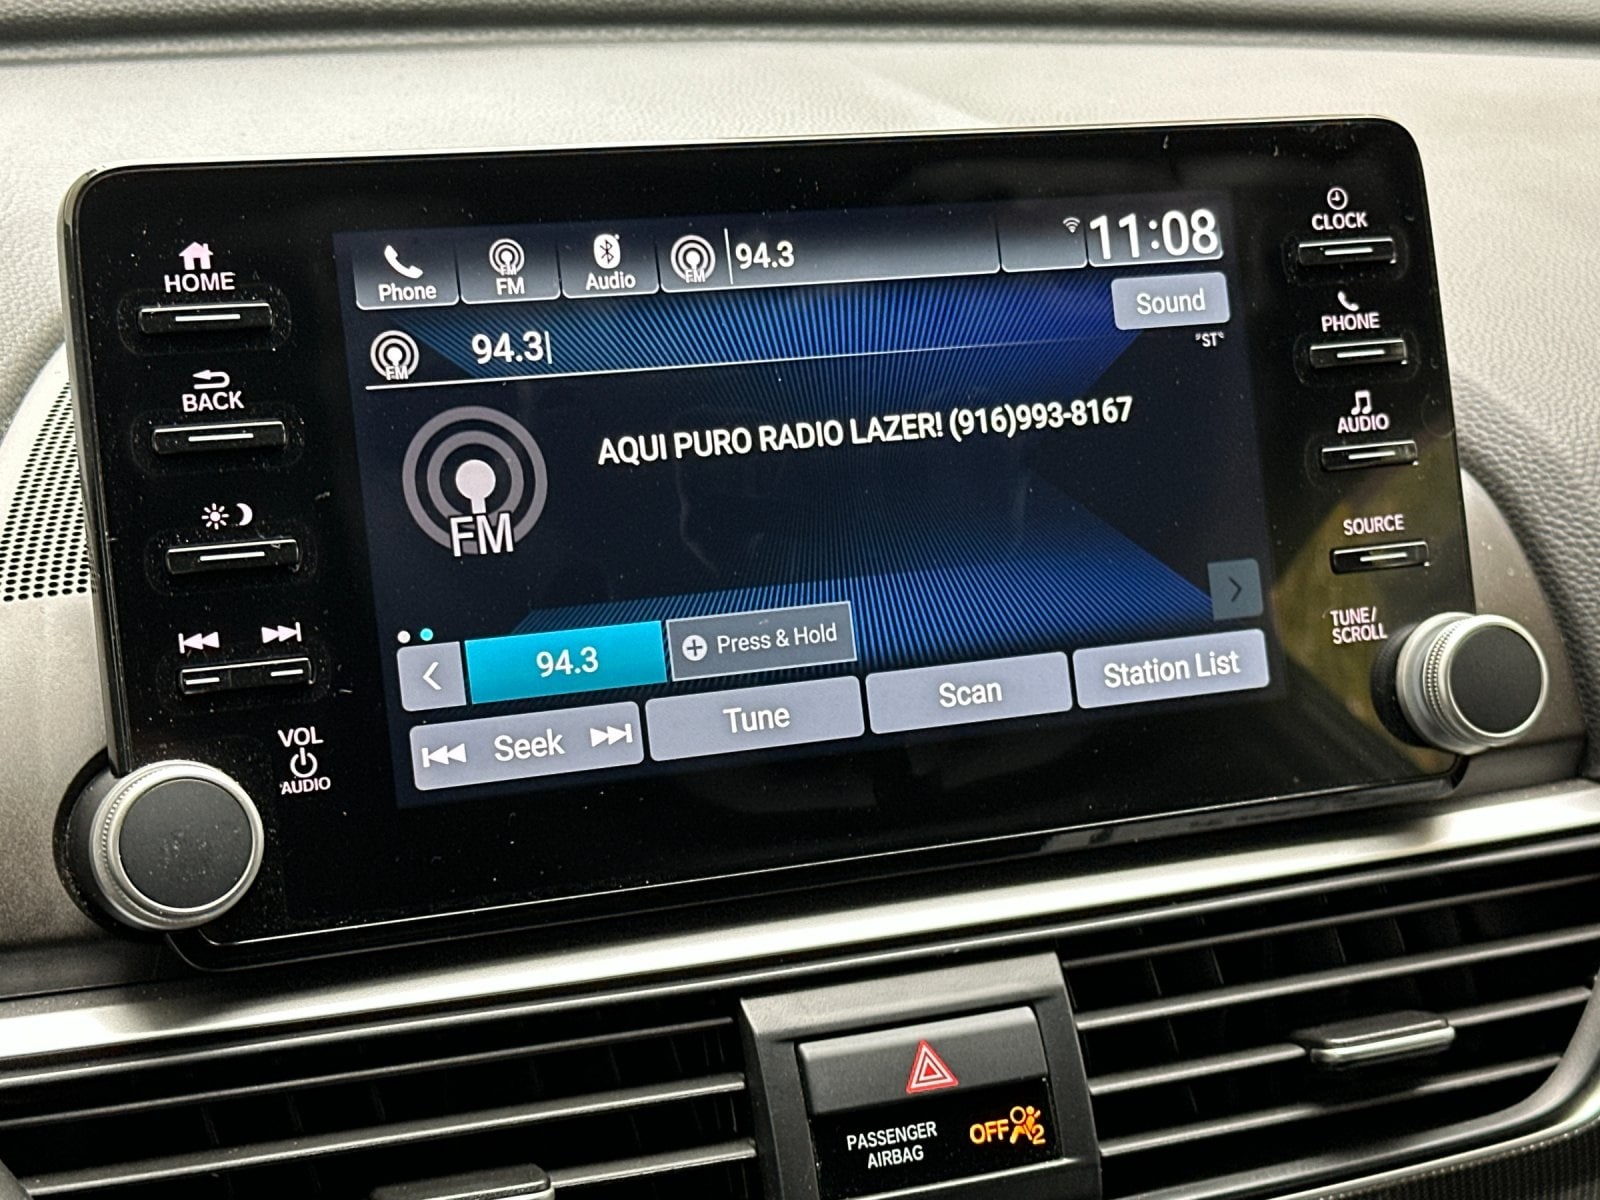 HOME
BACK
VOL
AUDIO
Phone
FM
Audio
FM
94.3
11:08
Sound
FM
94.3
"ST"
AQUI PURO RADIO LAZER! (916)993-8167
FM
94.3
Press & Hold
Seek
Tune
Scan
Station List
CLOCK
PHONE
AUDIO
SOURCE
TUNE/
SCROLL
PASSENGER
AIRBAG
OFF
2